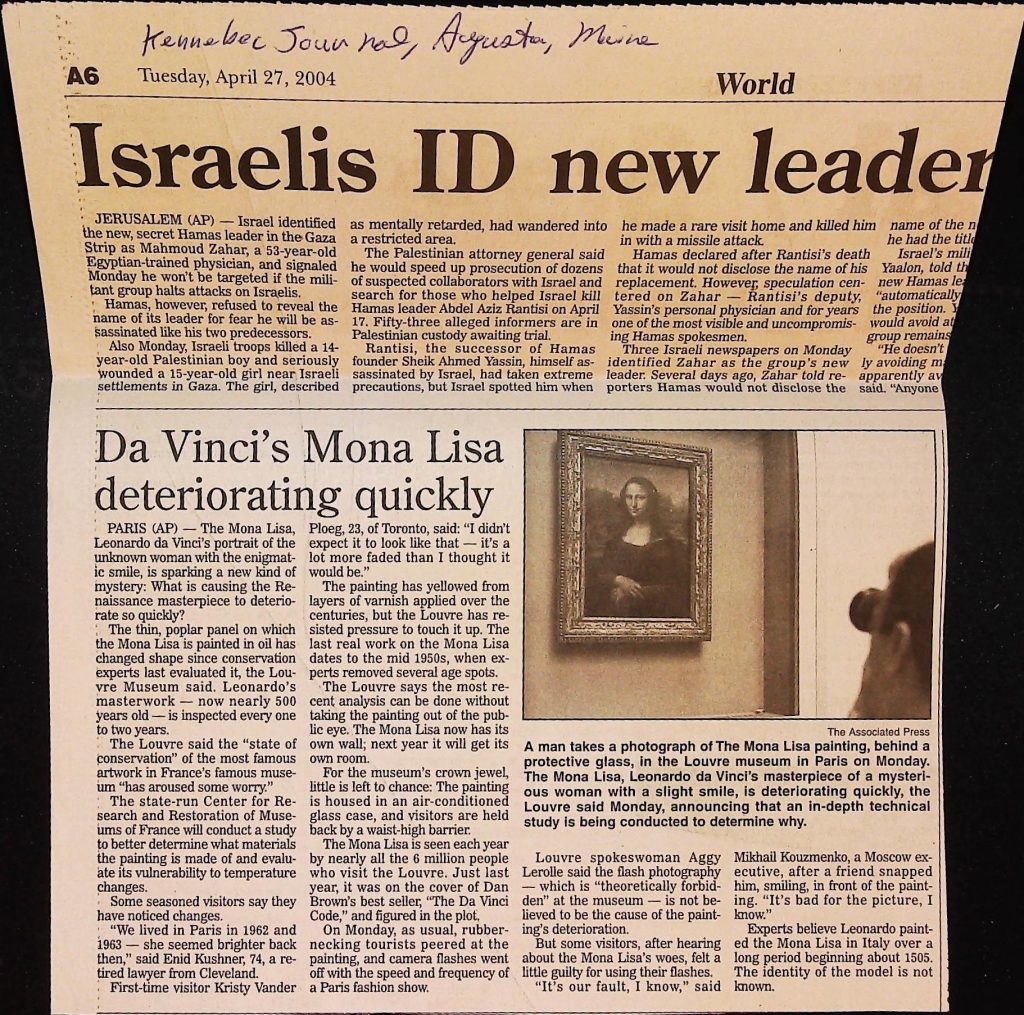 Kennebec Journal, Augusta, Maine
A6 Tuesday, April 27, 2004 World
Israelis ID new leader
JERUSALEM (AP) — Israel identified
the new, secret Hamas leader in the Gaza
Strip as Mahmoud Zahar, a 53-year-old
Egyptian-trained physician, and signaled
Monday he won't be targeted if the mili-
tant group halts attacks on Israelis.
Hamas, however, refused to reveal the
name of its leader for fear he will be as-
sassinated like his two predecessors.
Also Monday, Israeli troops killed a 14-
year-old Palestinian boy and seriously
wounded a 15-year-old girl near Israeli
settlements in Gaza. The girl, described
as mentally retarded, had wandered into
a restricted area.
The Palestinian attorney general said
he would speed up prosecution of dozens
of suspected collaborators with Israel and
search for those who helped Israel kill
Hamas leader Abdel Aziz Rantisi on April
17. Fifty-three alleged informers are in
Palestinian custody awaiting trial.
Rantisi, the successor of Hamas
founder Sheik Ahmed Yassin, himself as-
sassinated by Israel, had taken extreme
precautions, but Israel spotted him when
he made a rare visit home and killed him
in with a missile attack.
Hamas declared after Rantisi's death
that it would not disclose the name of his
replacement. However, speculation cen-
tered on Zahar — Rantisi's deputy,
Yassin's personal physician and for years
one of the most visible and uncompromis-
ing Hamas spokesmen.
Three Israeli newspapers on Monday
identified Zahar as the group's new
leader. Several days ago, Zahar told re-
porters Hamas would not disclose the
name of the n
he had the title
Israel's mili
Yaalon, told th
new Hamas lea
"automatically
the position. Y
would avoid at
group remains
"He doesn't
ly avoiding m
apparently av
said. "Anyone
Da Vinci's Mona Lisa
deteriorating quickly
PARIS (AP) — The Mona Lisa,
Leonardo da Vinci's portrait of the
unknown woman with the enigmat-
ic smile, is sparking a new kind of
mystery: What is causing the Re-
naissance masterpiece to deterio-
rate so quickly?
The thin, poplar panel on which
the Mona Lisa is painted in oil has
changed shape since conservation
experts last evaluated it, the Lou-
vre Museum said. Leonardo's
masterwork — now nearly 500
years old — is inspected every one
to two years.
The Louvre said the "state of
conservation" of the most famous
artwork in France's famous muse-
um "has aroused some worry."
The state-run Center for Re-
search and Restoration of Muse-
ums of France will conduct a study
to better determine what materials
the painting is made of and evalu-
ate its vulnerability to temperature
changes.
Some seasoned visitors say they
have noticed changes.
"We lived in Paris in 1962 and
1963 — she seemed brighter back
then," said Enid Kushner, 74, a re-
tired lawyer from Cleveland.
First-time visitor Kristy Vander
Ploeg, 23, of Toronto, said: "I didn't
expect it to look like that — it's a
lot more faded than I thought it
would be."
The painting has yellowed from
layers of varnish applied over the
centuries, but the Louvre has re-
sisted pressure to touch it up. The
last real work on the Mona Lisa
dates to the mid 1950s, when ex-
perts removed several age spots.
The Louvre says the most re-
cent analysis can be done without
taking the painting out of the pub-
lic eye. The Mona Lisa now has its
own wall; next year it will get its
own room.
For the museum's crown jewel,
little is left to chance: The painting
is housed in an air-conditioned
glass case, and visitors are held
back by a waist-high barrier.
The Mona Lisa is seen each year
by nearly all the 6 million people
who visit the Louvre. Just last
year, it was on the cover of Dan
Brown's best seller, "The Da Vinci
Code," and figured in the plot.
On Monday, as usual, rubber-
necking tourists peered at the
painting, and camera flashes went
off with the speed and frequency of
a Paris fashion show.
The Associated Press
A man takes a photograph of The Mona Lisa painting, behind a
protective glass, in the Louvre museum in Paris on Monday.
The Mona Lisa, Leonardo da Vinci's masterpiece of a mysteri-
ous woman with a slight smile, is deteriorating quickly, the
Louvre said Monday, announcing that an in-depth technical
study is being conducted to determine why.
Louvre spokeswoman Aggy
Lerolle said the flash photography
— which is "theoretically forbid-
den" at the museum — is not be-
lieved to be the cause of the paint-
ing's deterioration.
But some visitors, after hearing
about the Mona Lisa's woes, felt a
little guilty for using their flashes.
"It's our fault, I know," said
Mikhail Kouzmenko, a Moscow ex-
ecutive, after a friend snapped
him, smiling, in front of the paint-
ing. "It's bad for the picture, I
know."
Experts believe Leonardo paint-
ed the Mona Lisa in Italy over a
long period beginning about 1505.
The identity of the model is not
known.